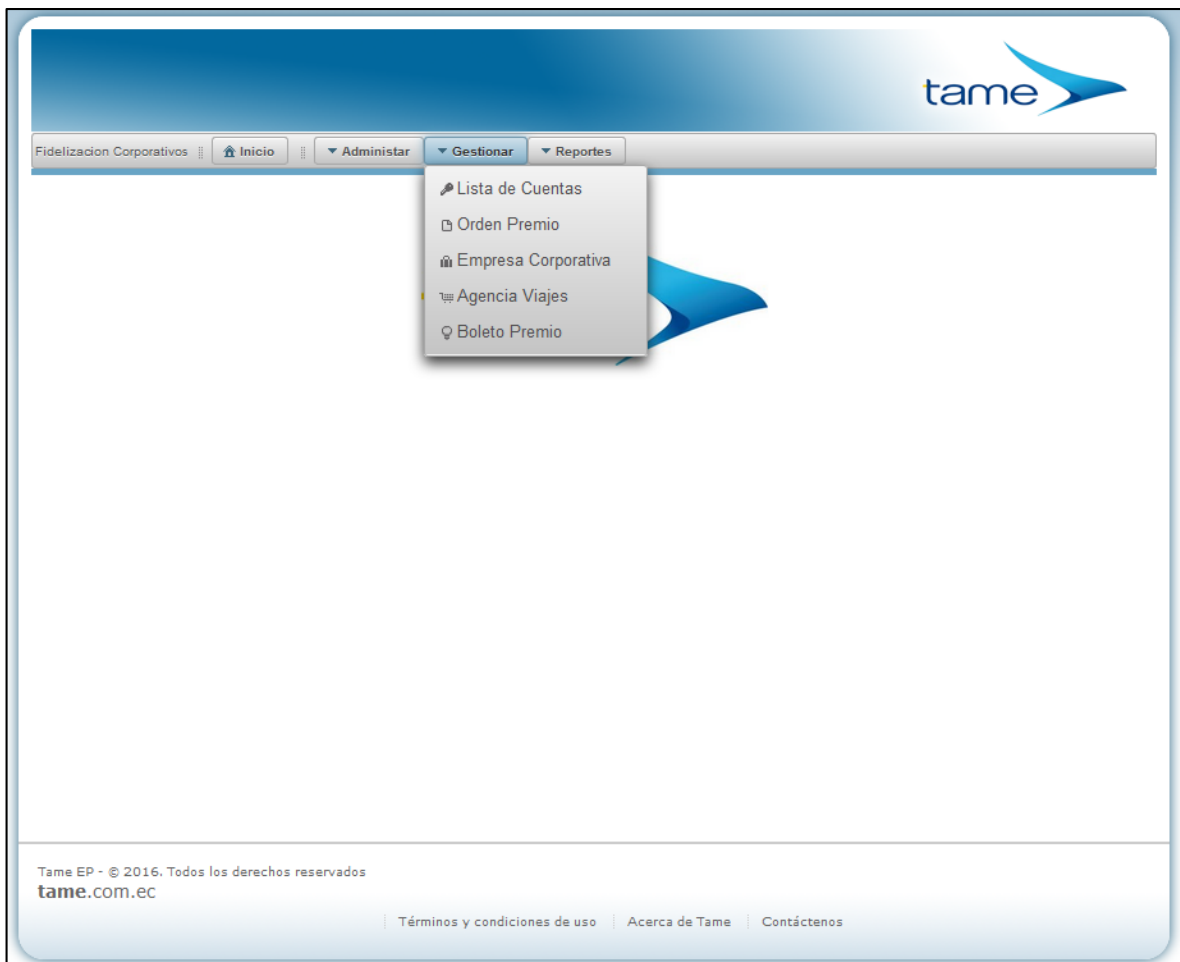 tame
Fidelizacion Corporativos Inicio Administar Gestionar Reportes
Lista de Cuentas
Orden Premio
Empresa Corporativa
Agencia Viajes
Boleto Premio
Tame EP - © 2016. Todos los derechos reservados
tame.com.ec
Términos y condiciones de uso Acerca de Tame Contáctenos